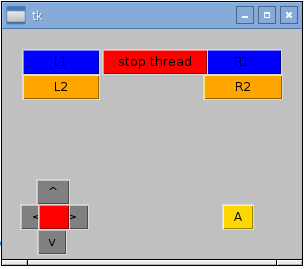 tk
L1 stop thread R1
L2 R2
^
< >
A
v